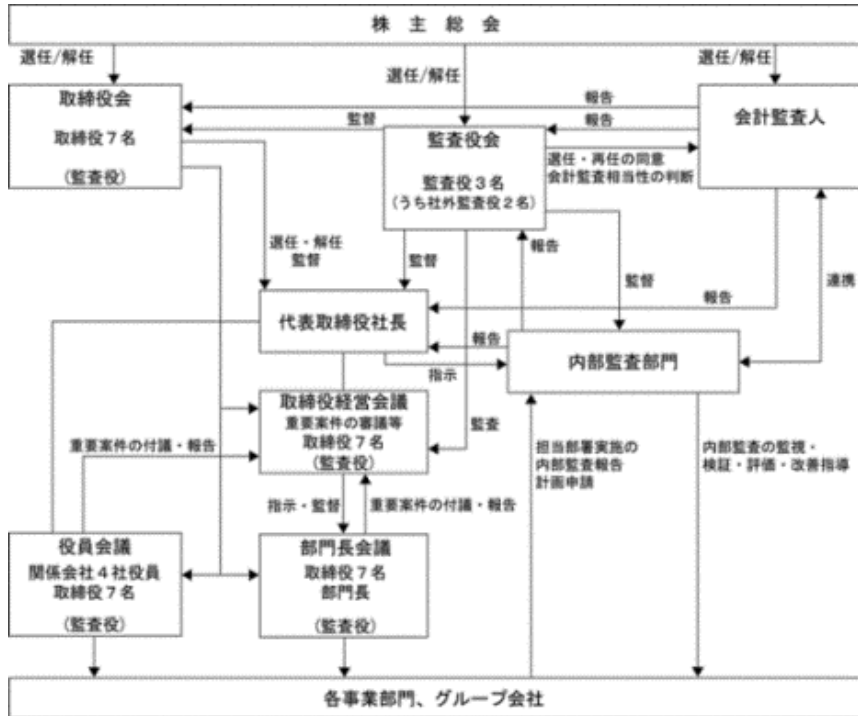 株主総会
選任/解任
選任/解任
選任/解任
取締役会
取締役7名
(監査役)
報告
監督
報告
会計監査人
監査役会
監査役3名
(うち社外監査役2名)
選任・再任の同意
会計監査相当性の判断
選任・解任
監督
監督
報告
監督
連携
報告
代表取締役社長
報告
指示
内部監査部門
取締役経営会議
重要案件の審議等
取締役7名
(監査役)
重要案件の付議・報告
監査
担当部署実施の
内部監査報告
計画申請
内部監査の監視・
検証・評価・改善指導
指示・監督
重要案件の付議・報告
役員会議
関係会社4社役員
取締役7名
(監査役)
部門長会議
取締役7名
部門長
(監査役)
各事業部門、グループ会社